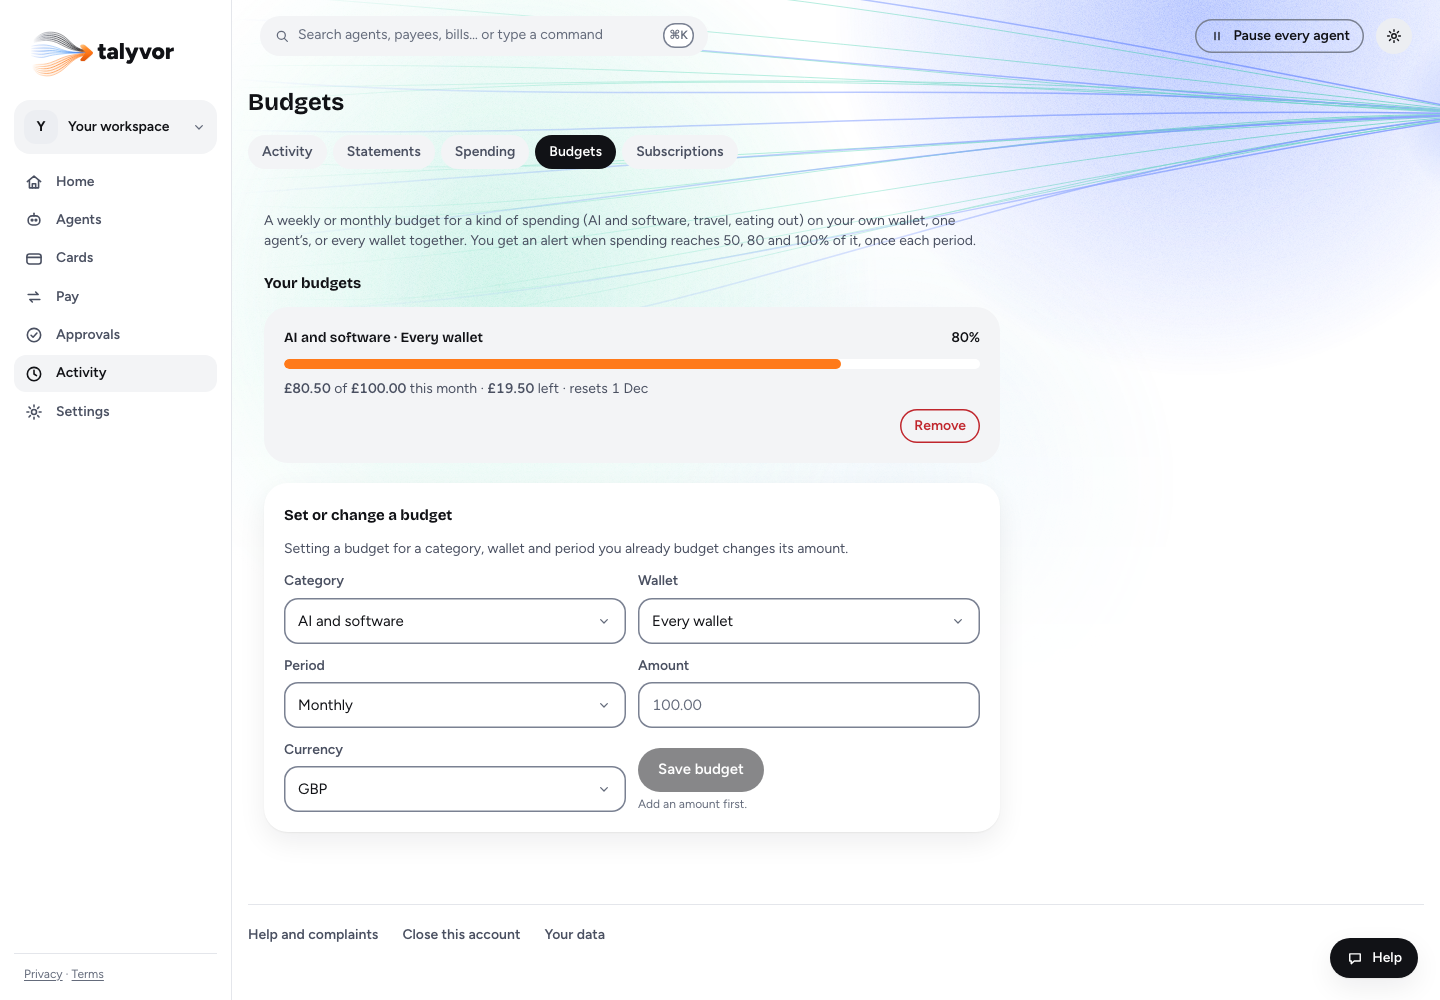 talyvor
Search agents, payees, bills... or type a command
⌘K
Pause every agent
Y
Your workspace
Home
Agents
Cards
Pay
Approvals
Activity
Settings
Budgets
Activity
Statements
Spending
Budgets
Subscriptions
A weekly or monthly budget for a kind of spending (AI and software, travel, eating out) on your own wallet, one
agent's, or every wallet together. You get an alert when spending reaches 50, 80 and 100% of it, once each period.
Your budgets
AI and software · Every wallet
80%
£80.50 of £100.00 this month · £19.50 left · resets 1 Dec
Remove
Set or change a budget
Setting a budget for a category, wallet and period you already budget changes its amount.
Category
Wallet
AI and software
Every wallet
Period
Amount
Monthly
100.00
Currency
GBP
Save budget
Add an amount first.
Help and complaints
Close this account
Your data
Privacy · Terms
Help